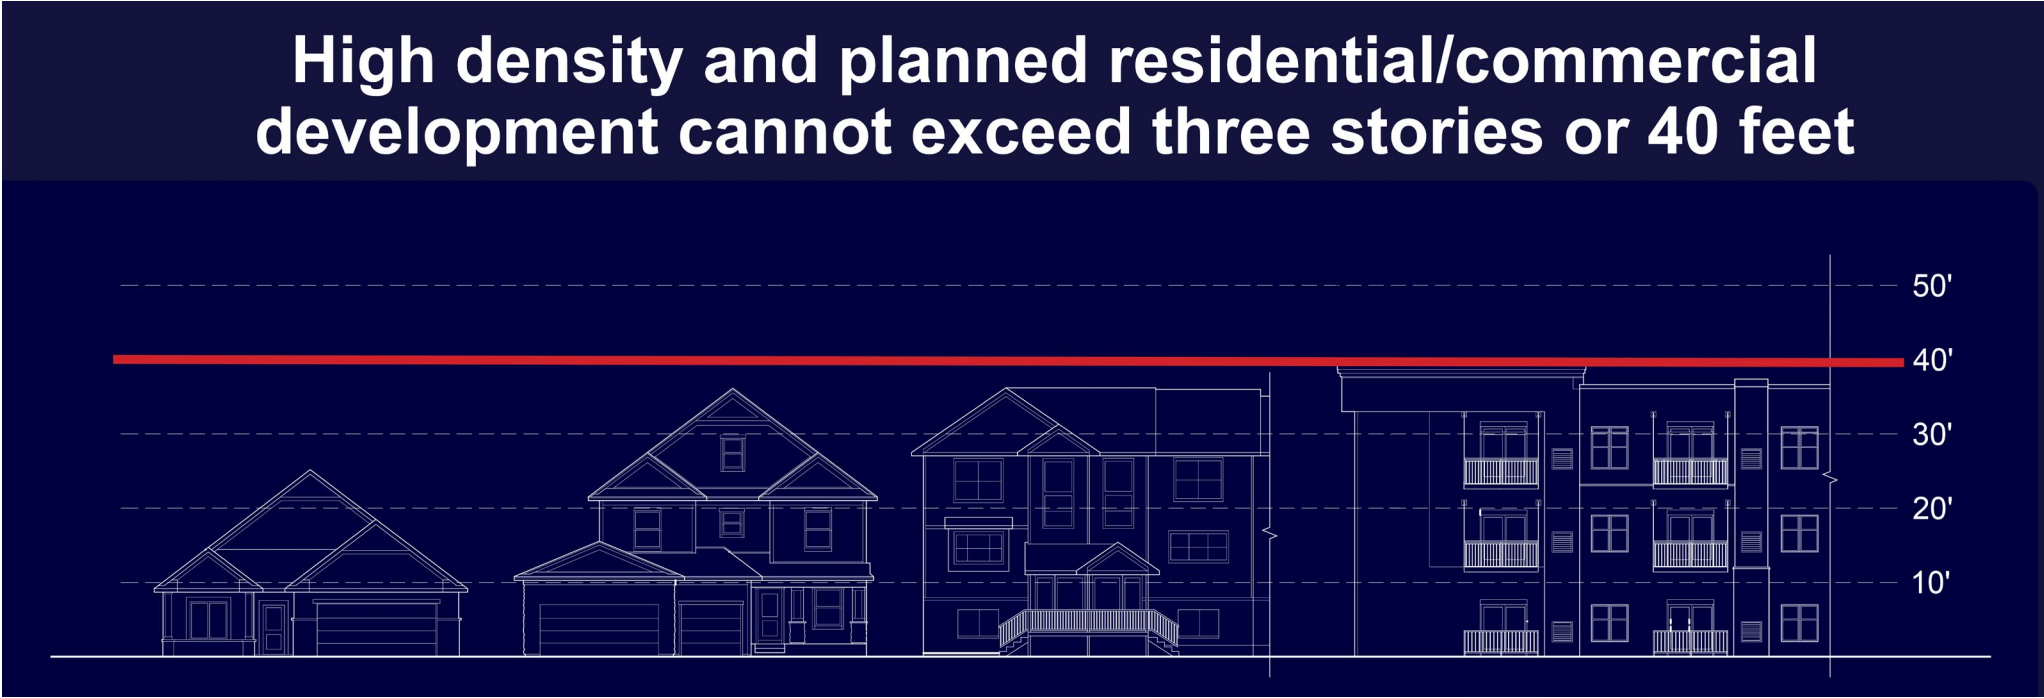 High density and planned residential/commercial
development cannot exceed three stories or 40 feet
50'
40'
30'
20'
10'